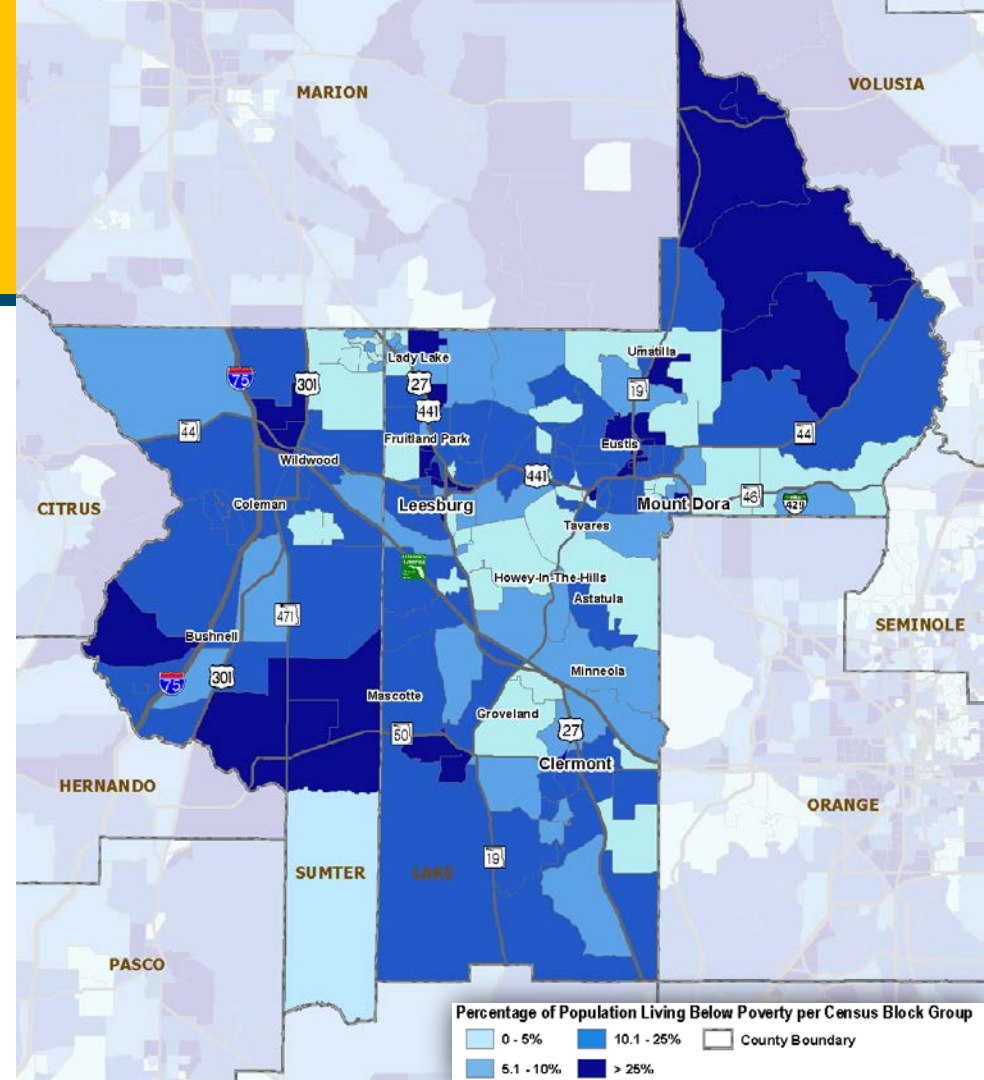 MARION
VOLUSIA
Lady Lake
Umatilla
75
301
27
19
441
44
44
Fruitland Park
Eustis
Wildwood
441
CITRUS
Coleman
Leesburg
Mount Dora
46
429
Tavares
Howey-In-The-Hills
Astatula
471
SEMINOLE
Bushnell
75
301
Minneola
Mascotte
Groveland
50
27
Clermont
HERNANDO
ORANGE
19
SUMTER
LAKE
PASCO
Percentage of Population Living Below Poverty per Census Block Group
0 - 5%
10.1 - 25%
County Boundary
5.1 - 10%
> 25%